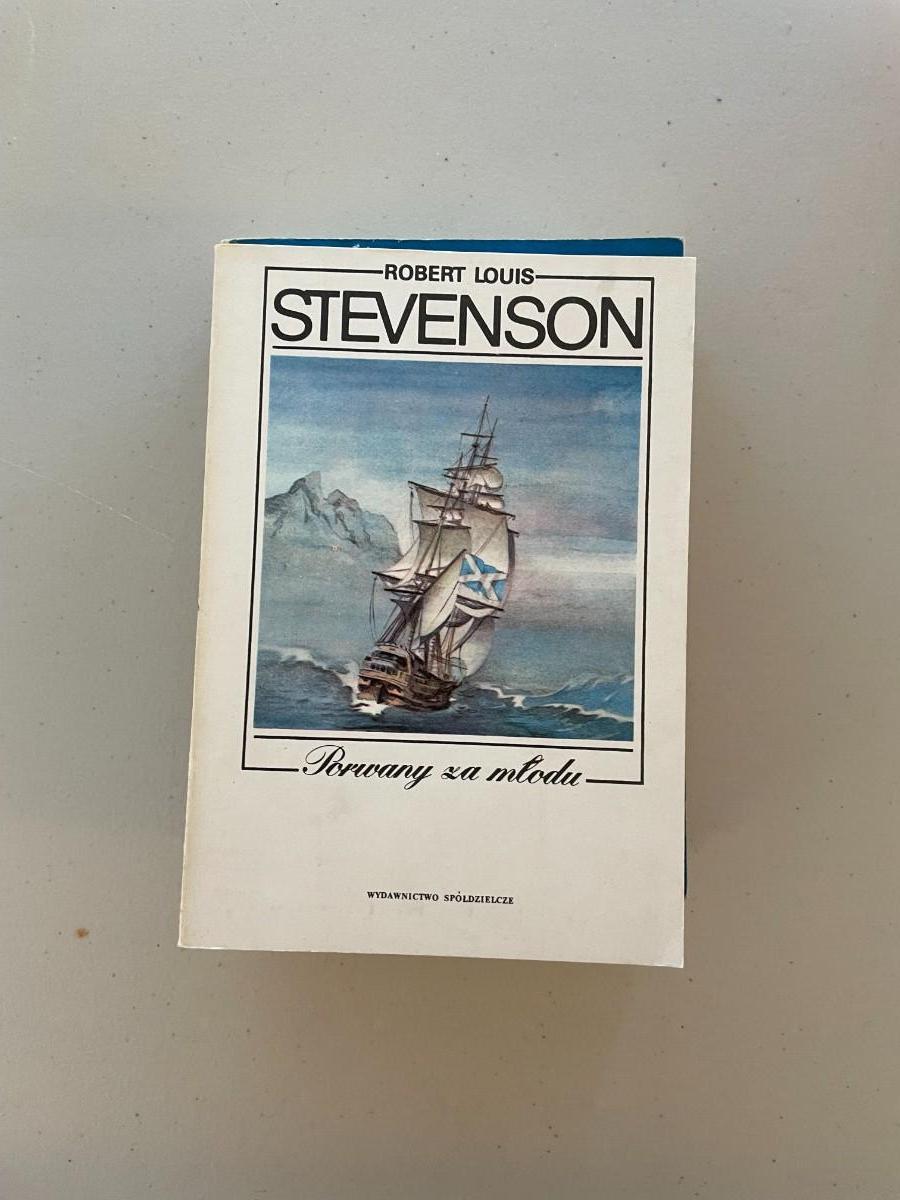 ROBERT LOUIS
STEVENSON
Porwany za młodu
WYDAWNICTWO SPÓŁDZIELCZE